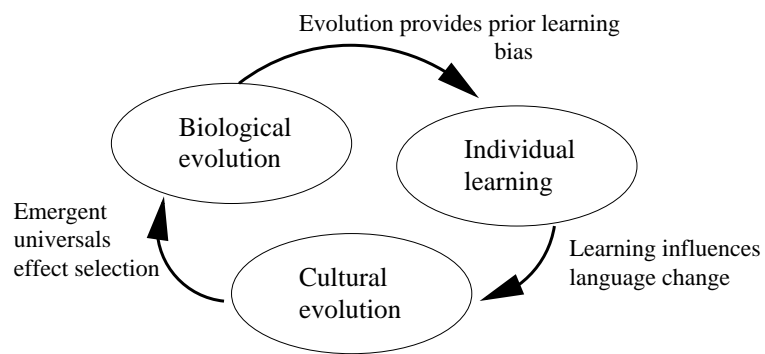 Evolution provides prior learning
bias
Biological
evolution
Individual
learning
Emergent
universals
effect selection
Learning influences
language change
Cultural
evolution